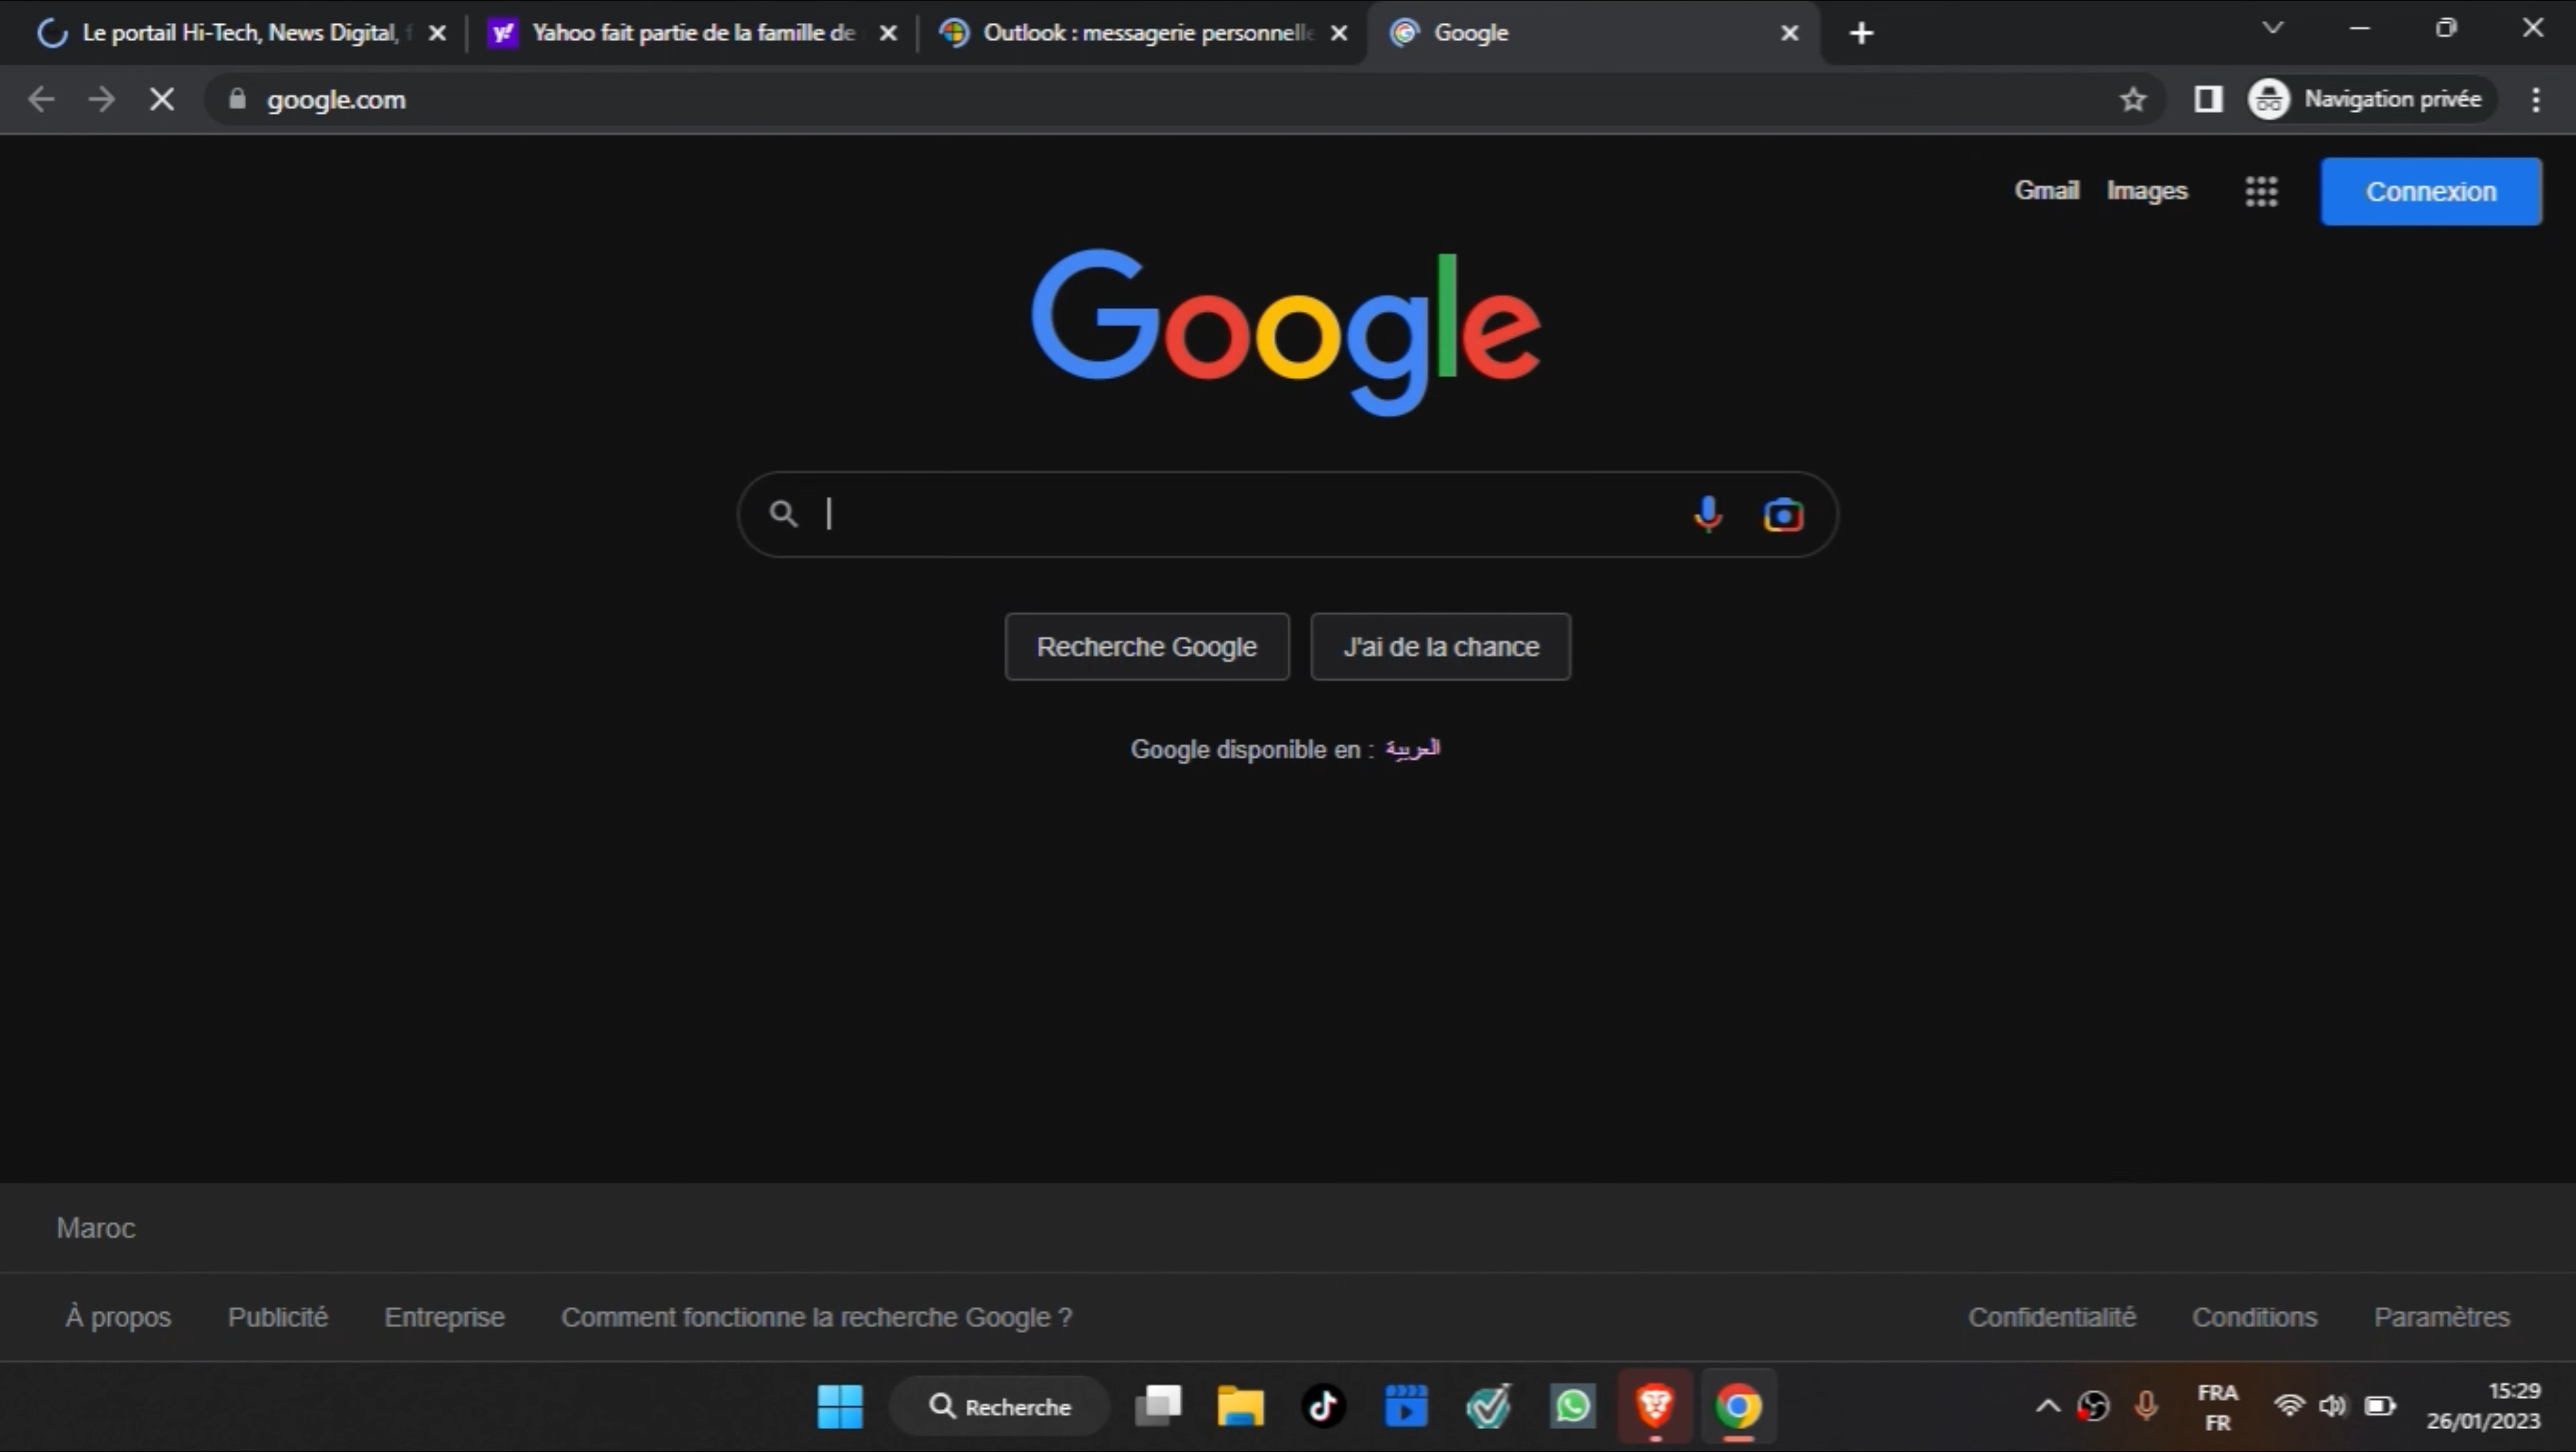 Le portail Hi-Tech, News Digital,
Yahoo fait partie de la famille de
Outlook : messagerie personnelle
Google
google.com
Navigation privée
Gmail Images Connexion
Google
Recherche Google J'ai de la chance
Google disponible en : العربية
Maroc
À propos Publicité Entreprise Comment fonctionne la recherche Google ? Confidentialité Conditions Paramètres
Recherche
FRA
FR
15:29
26/01/2023